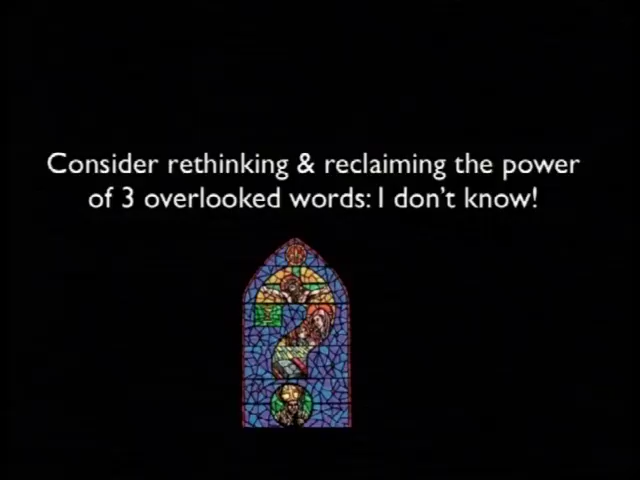 Consider rethinking & reclaiming the power
of 3 overlooked words: I don't know!